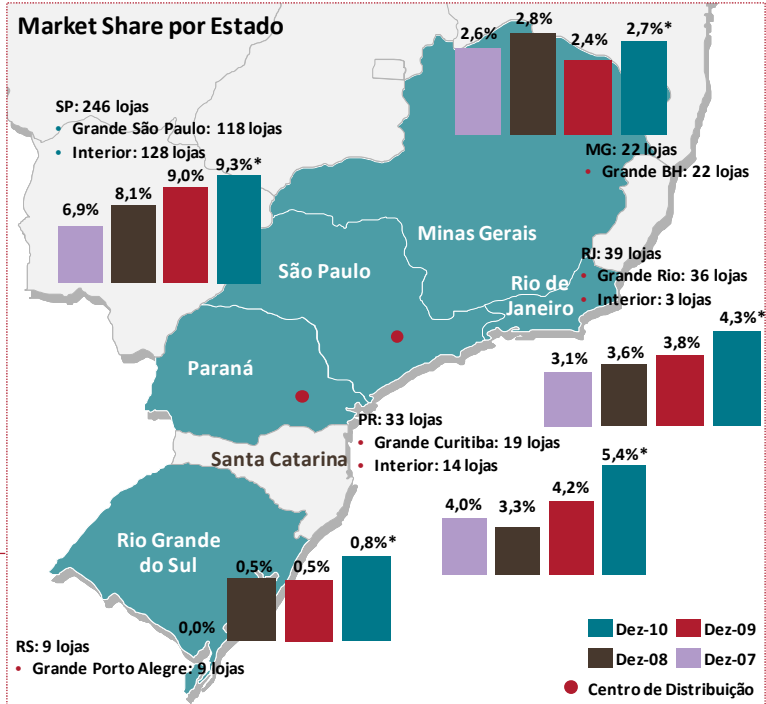 Market Share por Estado
2,6%
2,8%
2,4%
2,7%*
MG: 22 lojas
• Grande BH: 22 lojas
SP: 246 lojas
• Grande São Paulo: 118 lojas
• Interior: 128 lojas
6,9%
8,1%
9,0%
9,3%*
Minas Gerais
São Paulo
Rio de
Janeiro
Paraná
Santa Catarina
Rio Grande
do Sul
RJ: 39 lojas
• Grande Rio: 36 lojas
• Interior: 3 lojas
3,1%
3,6%
3,8%
4,3%*
PR: 33 lojas
• Grande Curitiba: 19 lojas
• Interior: 14 lojas
4,0%
3,3%
4,2%
5,4%*
0,0%
0,5%
0,5%
0,8%*
RS: 9 lojas
• Grande Porto Alegre: 9 lojas
Dez-10 Dez-09
Dez-08 Dez-07
Centro de Distribuição